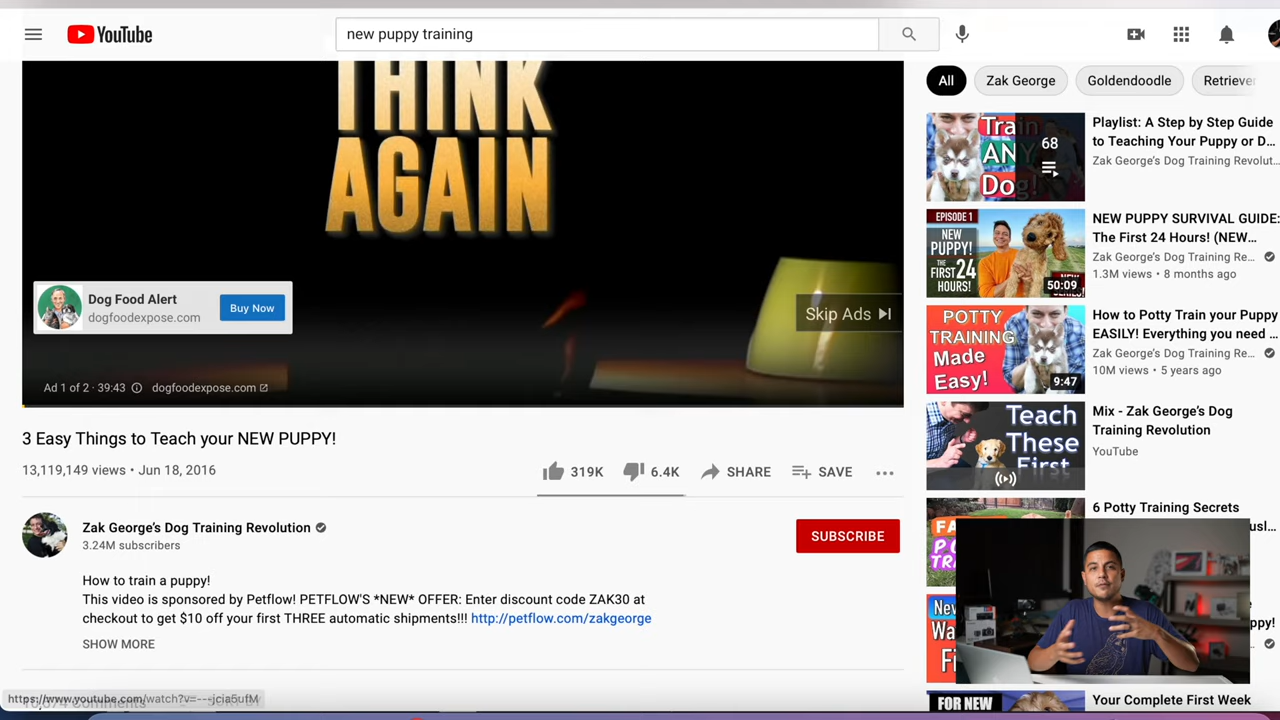 YouTube
new puppy training
THINK
AGAIN
Dog Food Alert
dogfoodexpose.com
Buy Now
Skip Ads
Ad 1 of 2 · 39:43
dogfoodexpose.com
3 Easy Things to Teach your NEW PUPPY!
13,119,149 views • Jun 18, 2016
319K
6.4K
SHARE
SAVE
Zak George's Dog Training Revolution
3.24M subscribers
SUBSCRIBE
How to train a puppy!
This video is sponsored by Petflow! PETFLOW'S *NEW* OFFER: Enter discount code ZAK30 at
checkout to get $10 off your first THREE automatic shipments!!! http://petflow.com/zakgeorge
SHOW MORE
All
Zak George
Goldendoodle
Retriever
Train
ANY
Dog!
68
Playlist: A Step by Step Guide
to Teaching Your Puppy or D...
Zak George's Dog Training Revolut...
EPISODE 1
NEW
PUPPY!
THE
FIRST 24
HOURS!
50:09
NEW PUPPY SURVIVAL GUIDE:
The First 24 Hours! (NEW...
Zak George's Dog Training Re...
1.3M views • 8 months ago
POTTY
TRAINING
Made
Easy!
9:47
How to Potty Train your Puppy
EASILY! Everything you need ...
Zak George's Dog Training Re...
10M views • 5 years ago
Teach
These
First
Mix - Zak George's Dog
Training Revolution
YouTube
6 Potty Training Secrets
Your Complete First Week
FOR NEW